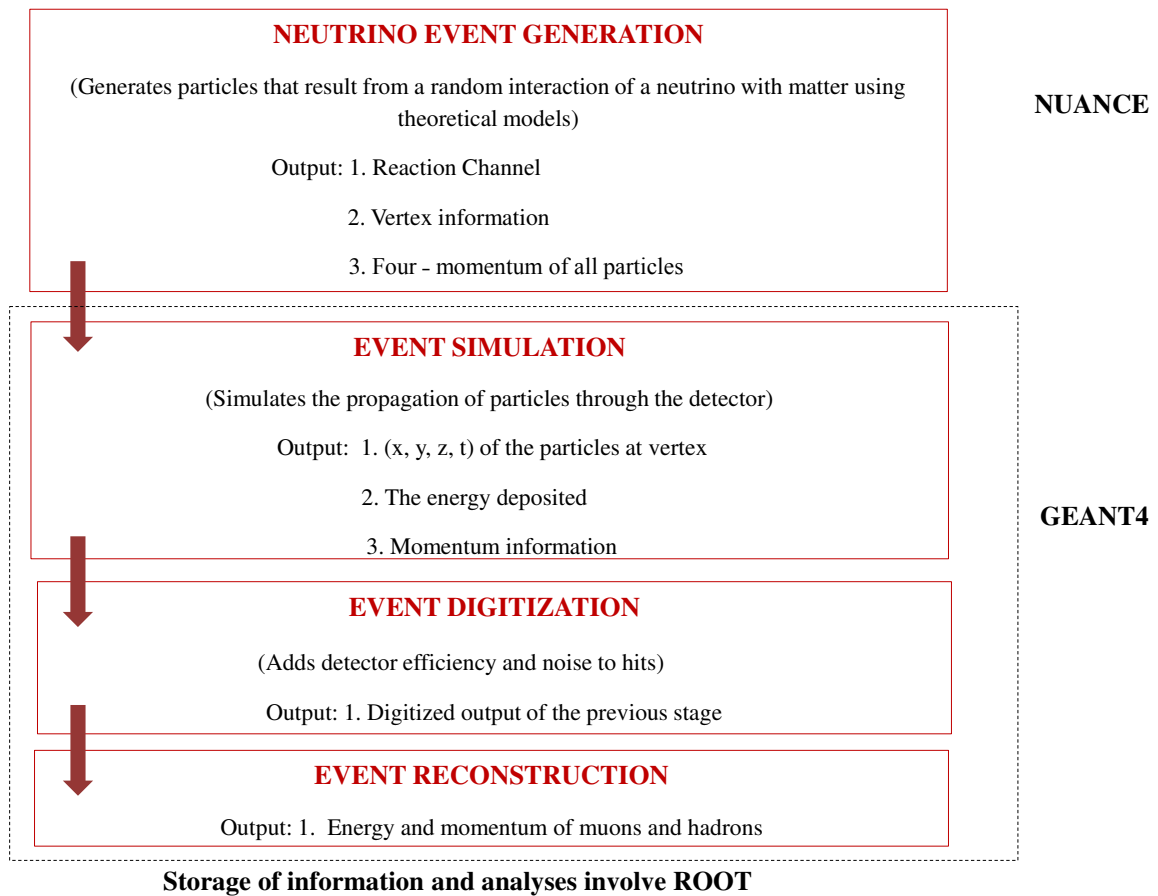 NEUTRINO EVENT GENERATION
(Generates particles that result from a random interaction of a neutrino with matter using
theoretical models)
Output: 1. Reaction Channel
2. Vertex information
3. Four - momentum of all particles
NUANCE
EVENT SIMULATION
(Simulates the propagation of particles through the detector)
Output: 1. (x, y, z, t) of the particles at vertex
2. The energy deposited
3. Momentum information
GEANT4
EVENT DIGITIZATION
(Adds detector efficiency and noise to hits)
Output: 1. Digitized output of the previous stage
EVENT RECONSTRUCTION
Output: 1. Energy and momentum of muons and hadrons
Storage of information and analyses involve ROOT